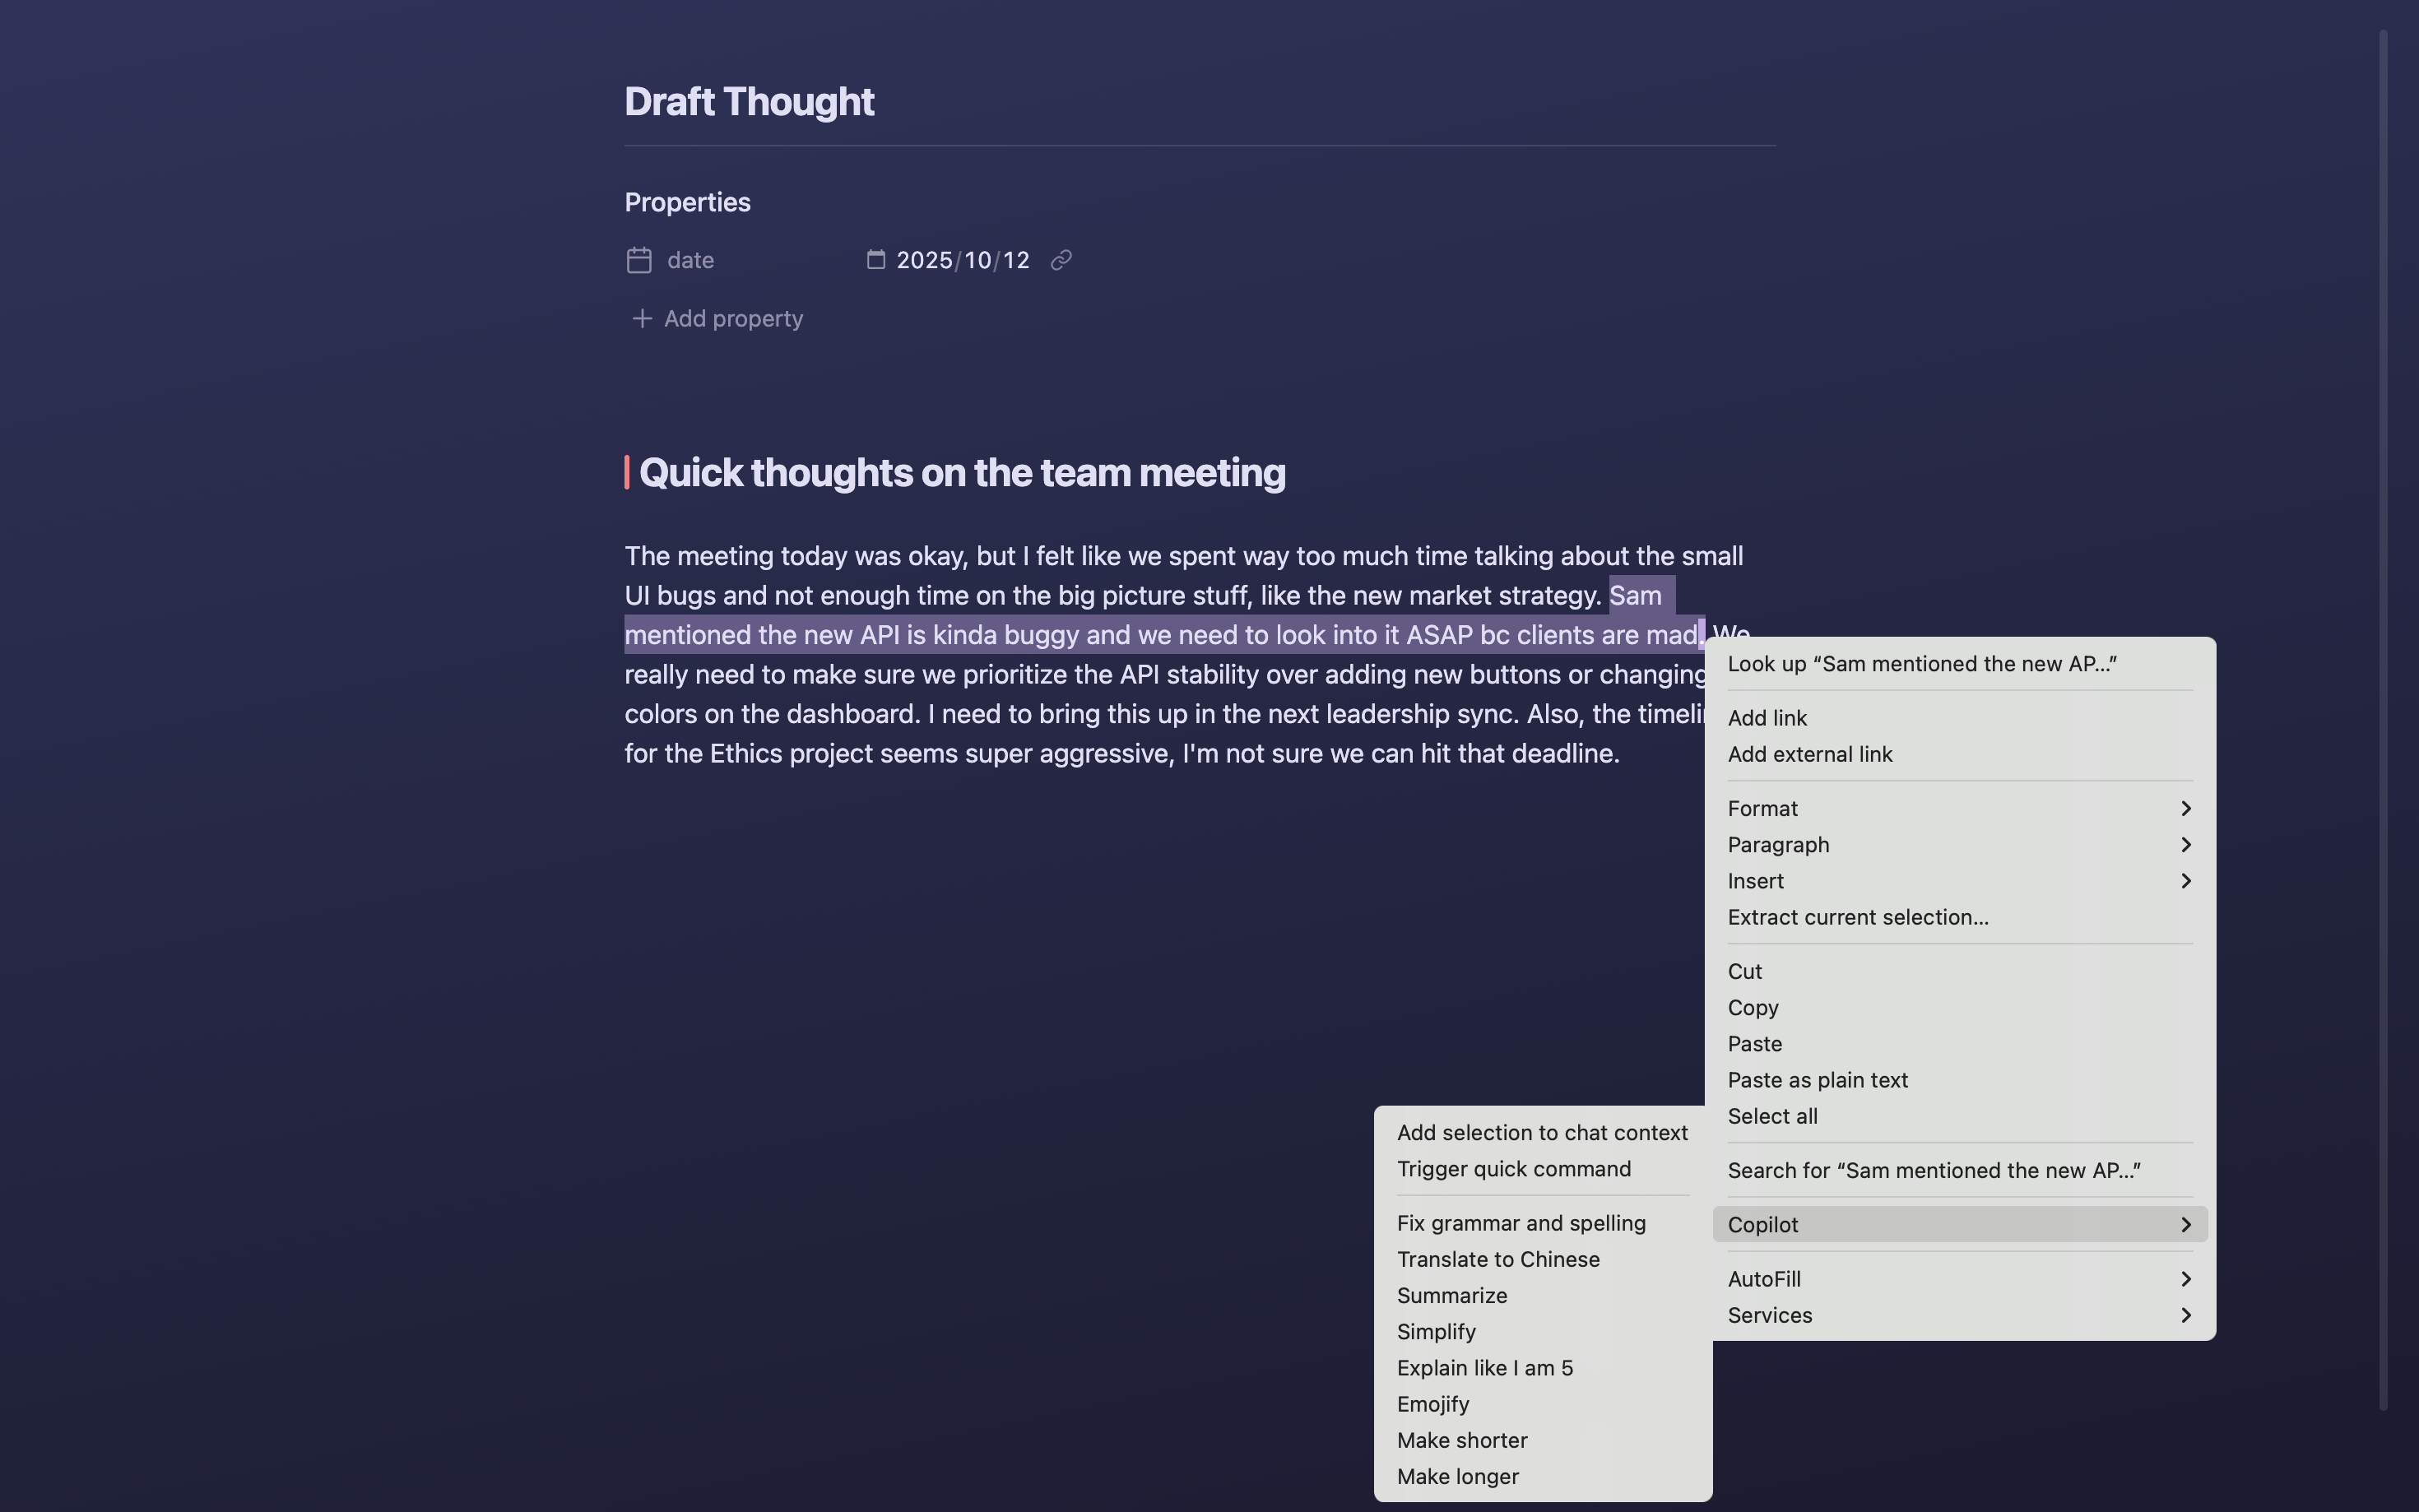 Draft Thought
Properties
date 2025/10/12
Add property
Quick thoughts on the team meeting
The meeting today was okay, but I felt like we spent way too much time talking about the small
UI bugs and not enough time on the big picture stuff, like the new market strategy. Sam
mentioned the new API is kinda buggy and we need to look into it ASAP bc clients are mad. We
really need to make sure we prioritize the API stability over adding new buttons or changing
colors on the dashboard. I need to bring this up in the next leadership sync. Also, the
for the Ethics project seems super aggressive, I'm not sure we can hit that deadline.
Look up “Sam mentioned the new AP...”
Add link
Add external link
Format
Paragraph
Insert
Extract current selection...
Cut
Copy
Paste
Paste as plain text
Select all
Search for “Sam mentioned the new AP...”
Copilot
AutoFill
Services
Add selection to chat context
Trigger quick command
Fix grammar and spelling
Translate to Chinese
Summarize
Simplify
Explain like I am 5
Emojify
Make shorter
Make longer